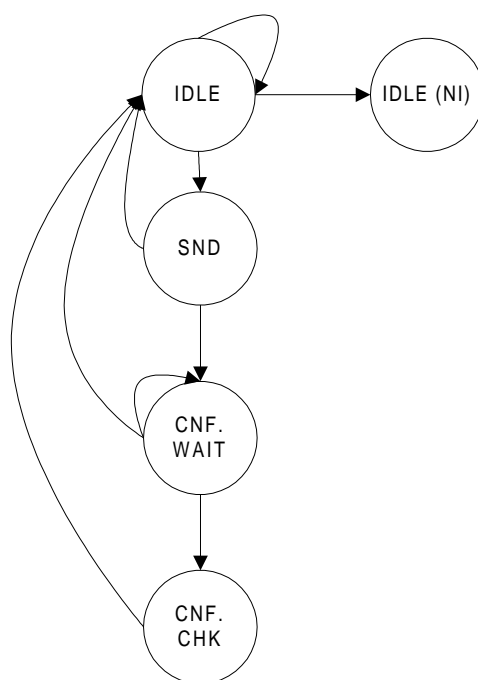 IDLE
IDLE (NI)
SND
CNF.
WAIT
CNF.
CHK